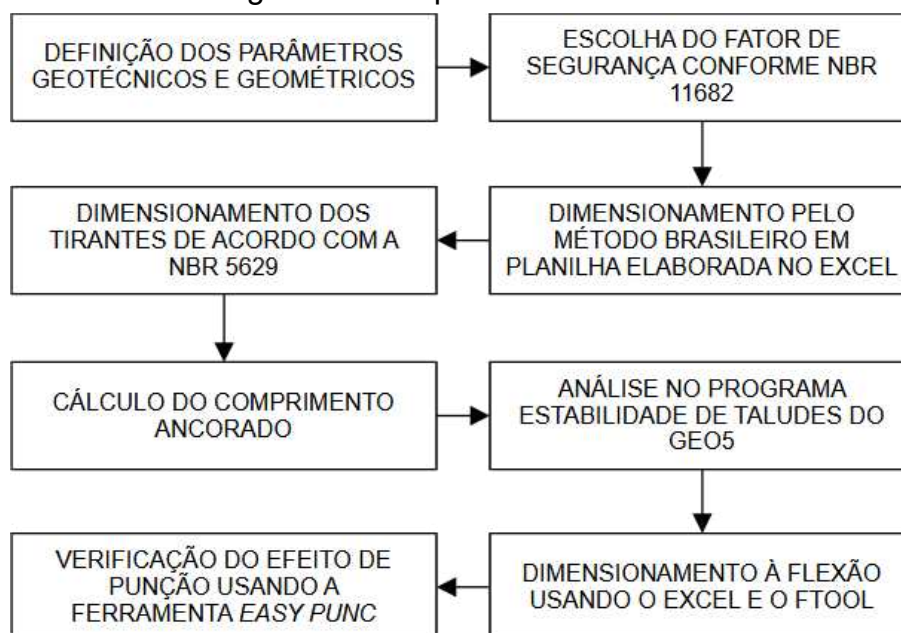 DEFINIÇÃO DOS PARÂMETROS
GEOTÉCNICOS E GEOMÉTRICOS
ESCOLHA DO FATOR DE
SEGURANÇA CONFORME NBR
11682
DIMENSIONAMENTO PELO
MÉTODO BRASILEIRO EM
PLANILHA ELABORADA NO EXCEL
DIMENSIONAMENTO DOS
TIRANTES DE ACORDO COM A
NBR 5629
CÁLCULO DO COMPRIMENTO
ANCORADO
ANÁLISE NO PROGRAMA
ESTABILIDADE DE TALUDES DO
GEO5
DIMENSIONAMENTO À FLEXÃO
USANDO O EXCEL E O FTOOL
VERIFICAÇÃO DO EFEITO DE
PUNÇÃO USANDO A
FERRAMENTA EASY PUNC